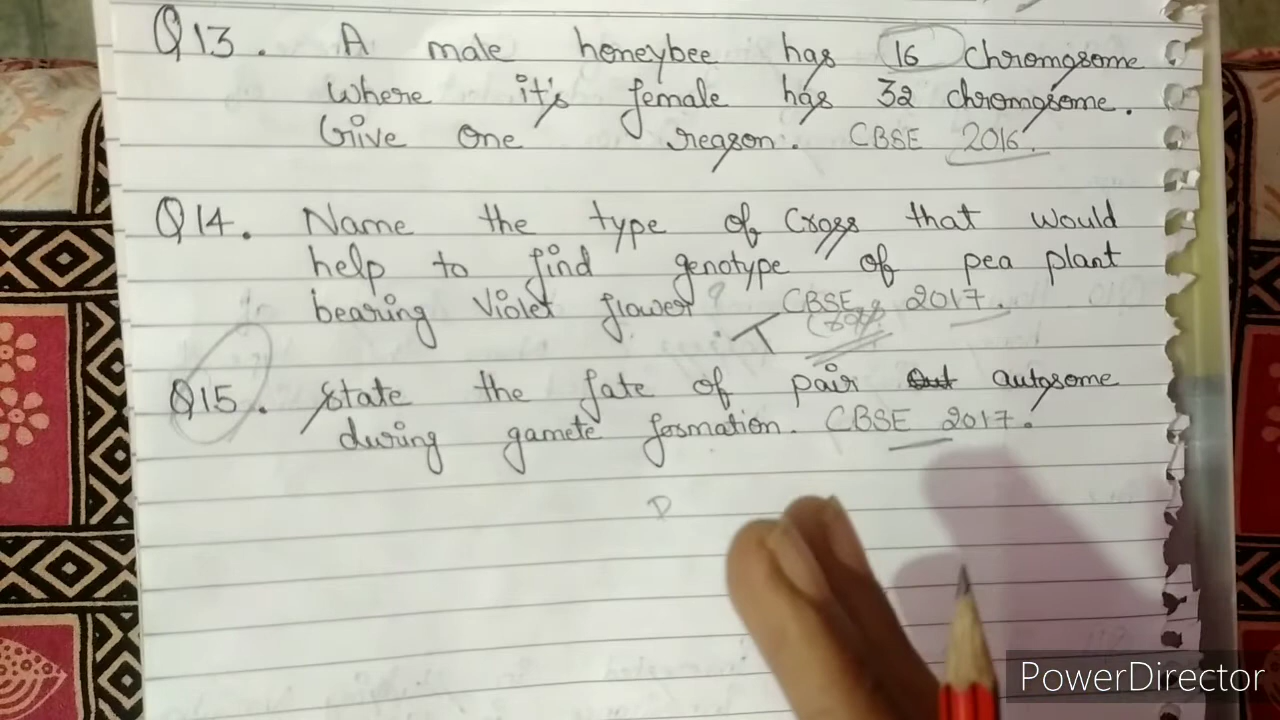 Q13. A male honeybee has 16 chromosome
where it's female has 32 chromosome.
Give one reason. CBSE 2016.
Q14. Name the type of cross that would
help to find genotype of pea plant
bearing violet flower? CBSE 2017.
T
Q15. State the fate of pair autosome
during gamete formation. CBSE 2017.
D
PowerDirector